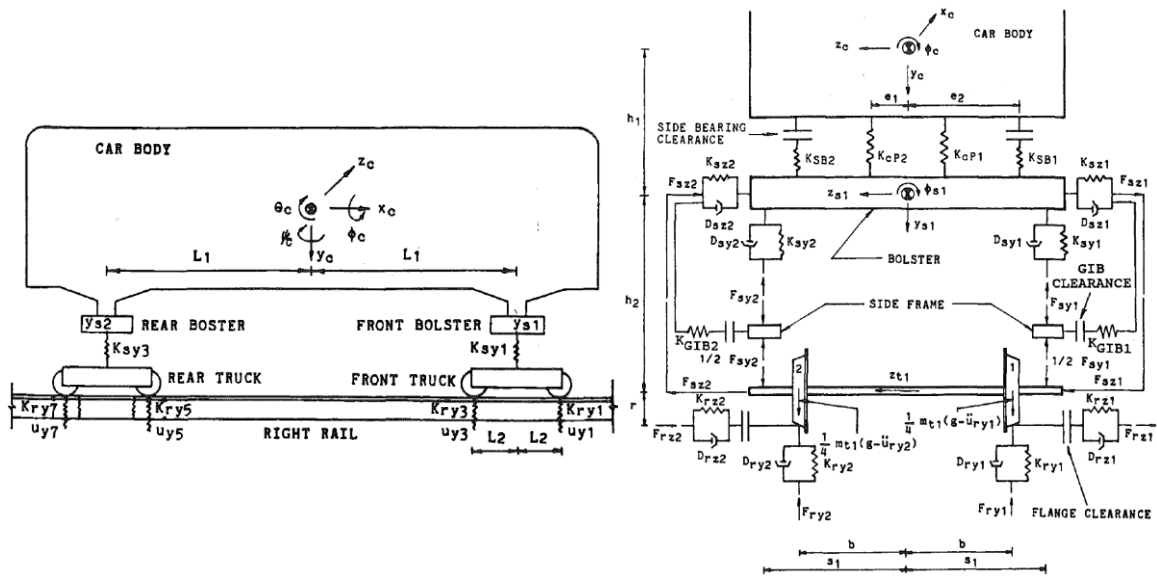 CAR BODY
zc
θc
xc
ϕc
yc
L1
L1
ys2
REAR BOSTER
FRONT BOLSTER
ys1
Ksy3
Ksy1
REAR TRUCK
FRONT TRUCK
Kry7
Kry5
Kry3
Kry1
uy7
uy5
RIGHT RAIL
uy3
L2
L2
uy1
xc
CAR BODY
zc
ϕc
yc
e1
e2
h1
SIDE BEARING
CLEARANCE
KSB2
KcP2
KcP1
KSB1
Ksz2
Ksz1
Fsz2
Fsz1
zs1
ϕs1
Dsz2
Dsz1
ys1
Dsy2
Ksy2
Dsy1
Ksy1
BOLSTER
GIB
CLEARANCE
h2
Fsy2
Fsy1
SIDE FRAME
KGIB2
KGIB1
1/2 Fsy2
1/2 Fsy1
2
1
zt1
Fsz2
Fsz1
r
Krz2
Krz1
Frz2
Frz1
1/4 mt1(g-üry2)
1/4 mt1(g-üry1)
Drz2
Drz1
Dry2
Kry2
Dry1
Kry1
Fry2
Fry1
FLANGE CLEARANCE
b
b
s1
s1